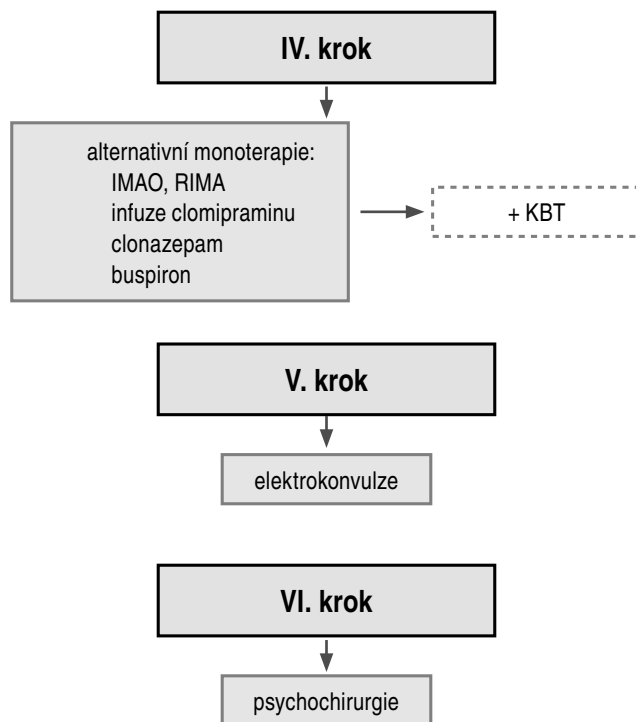 IV. krok
alternativní monoterapie:
IMAO, RIMA
infuze clomipraminu
clonazepam
buspiron
+ KBT
V. krok
elektrokonvulze
VI. krok
psychochirurgie